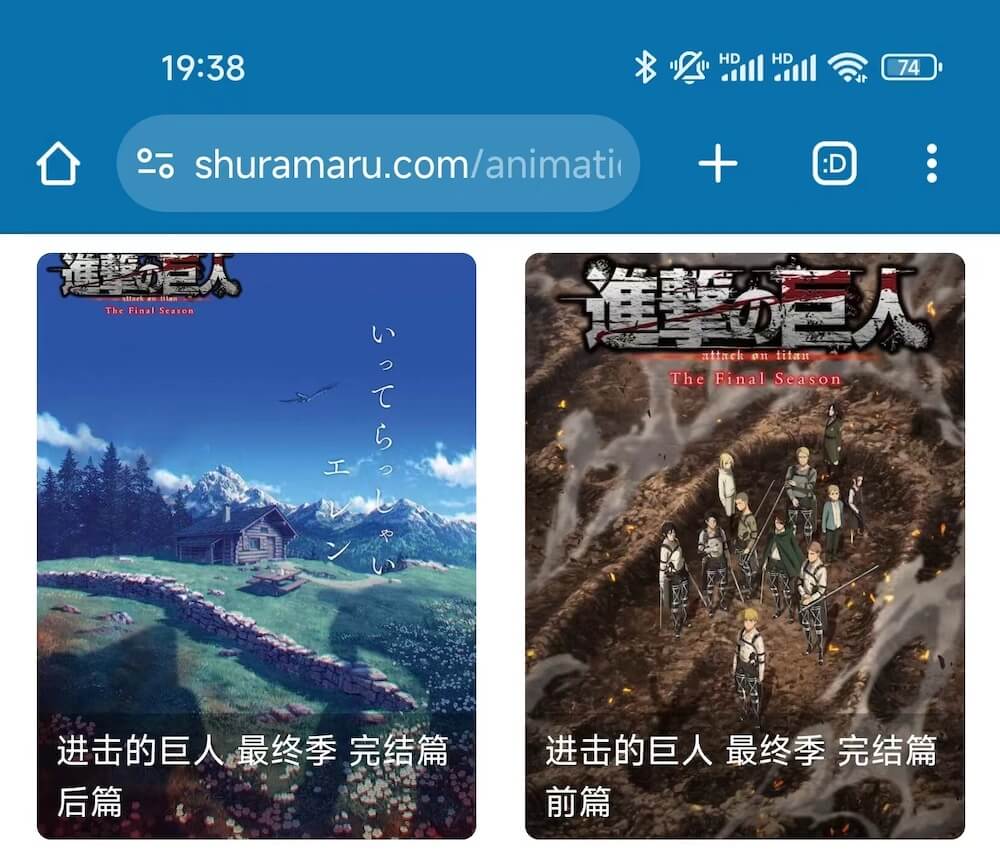 19:38
HD HD 74
shuramaru.com/animati
:D
進撃の巨人
attack on titan
The Final Season
いってらっしゃい
エレン
进击的巨人 最终季 完结篇
后篇
進撃の巨人
attack on titan
The Final Season
进击的巨人 最终季 完结篇
前篇